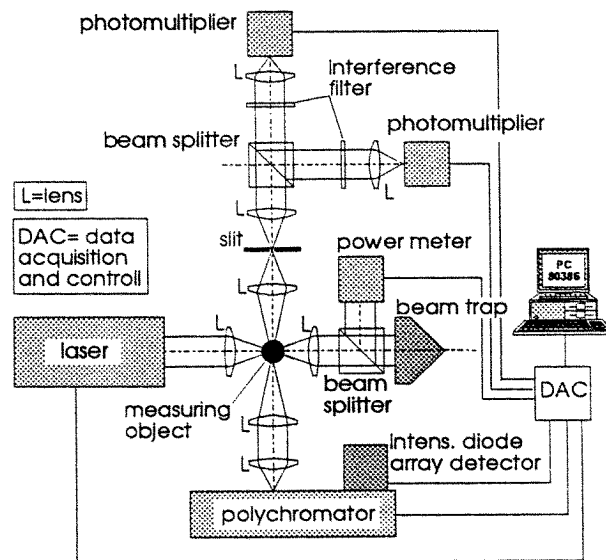 photomultiplier
L
interference
filter
beam splitter
photomultiplier
L
L=lens
L
DAC= data
acquisition
and controll
slit
power meter
PC
80386
L
beam trap
laser
L
L
measuring
object
beam
splitter
DAC
L
Intens. diode
array detector
L
polychromator